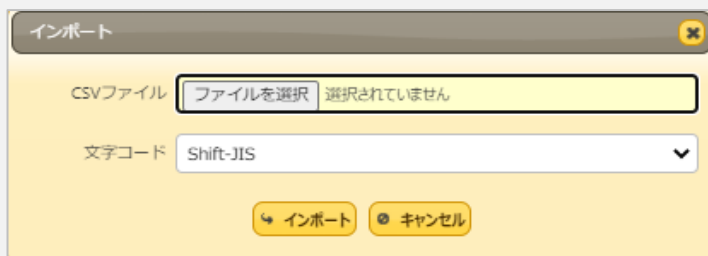 インポート
CSVファイル ファイルを選択 選択されていません
文字コード Shift-JIS
インポート キャンセル